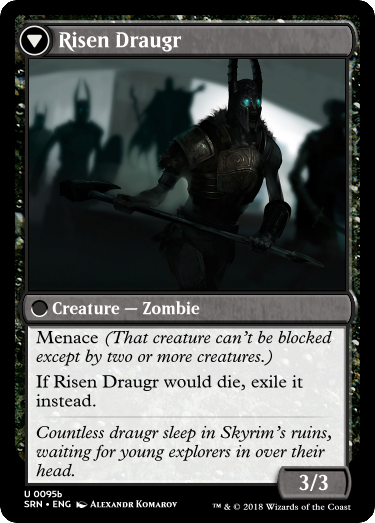 Risen Draugr
Creature — Zombie
Menace (That creature can't be blocked
except by two or more creatures.)
If Risen Draugr would die, exile it
instead.
Countless draugr sleep in Skyrim's ruins,
waiting for young explorers in over their
head.
3/3
U 0095b
SRN • ENG Alexandr Komarov
™ & © 2018 Wizards of the Coast